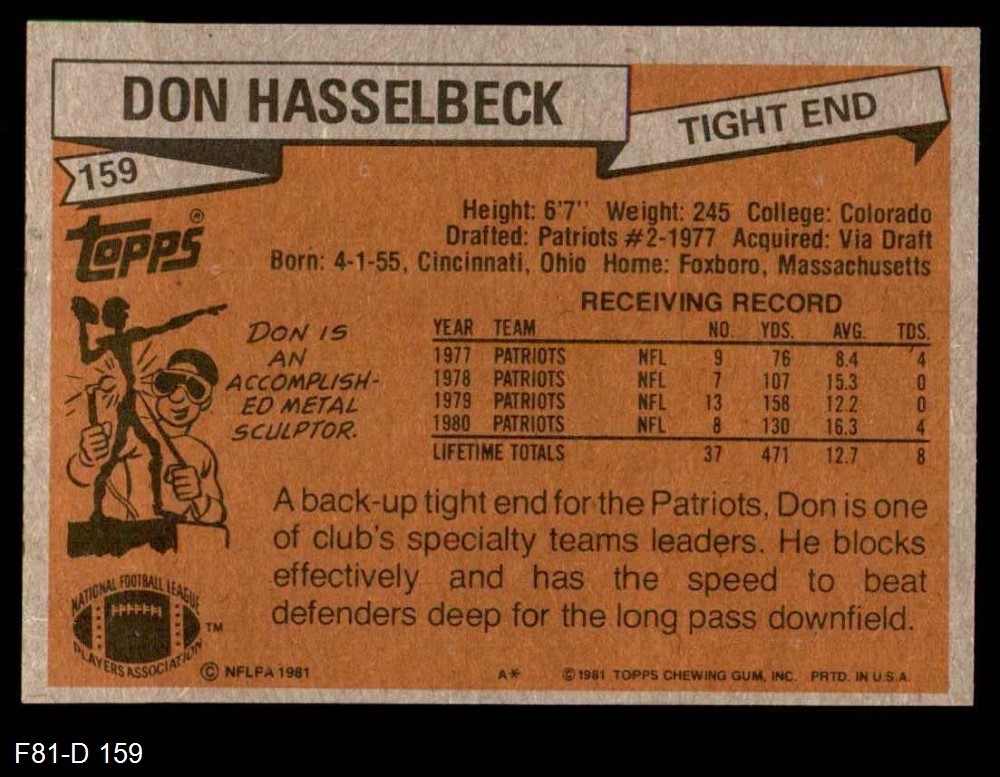 DON HASSELBECK
TIGHT END
159
TOPPS®
Height: 6'7'' Weight: 245 College: Colorado
Drafted: Patriots #2-1977 Acquired: Via Draft
Born: 4-1-55, Cincinnati, Ohio Home: Foxboro, Massachusetts
DON IS
AN
ACCOMPLISH-
ED METAL
SCULPTOR.
RECEIVING RECORD
YEAR TEAM NO. YDS. AVG. TDS.
1977 PATRIOTS NFL 9 76 8.4 4
1978 PATRIOTS NFL 7 107 15.3 0
1979 PATRIOTS NFL 13 158 12.2 0
1980 PATRIOTS NFL 8 130 16.3 4
LIFETIME TOTALS 37 471 12.7 8
A back-up tight end for the Patriots, Don is one
of club's specialty teams leaders. He blocks
effectively and has the speed to beat
defenders deep for the long pass downfield.
NATIONAL FOOTBALL LEAGUE
PLAYERS ASSOCIATION
TM
© NFLPA 1981
A*
© 1981 TOPPS CHEWING GUM, INC. PRTD. IN U.S.A.
F81-D 159